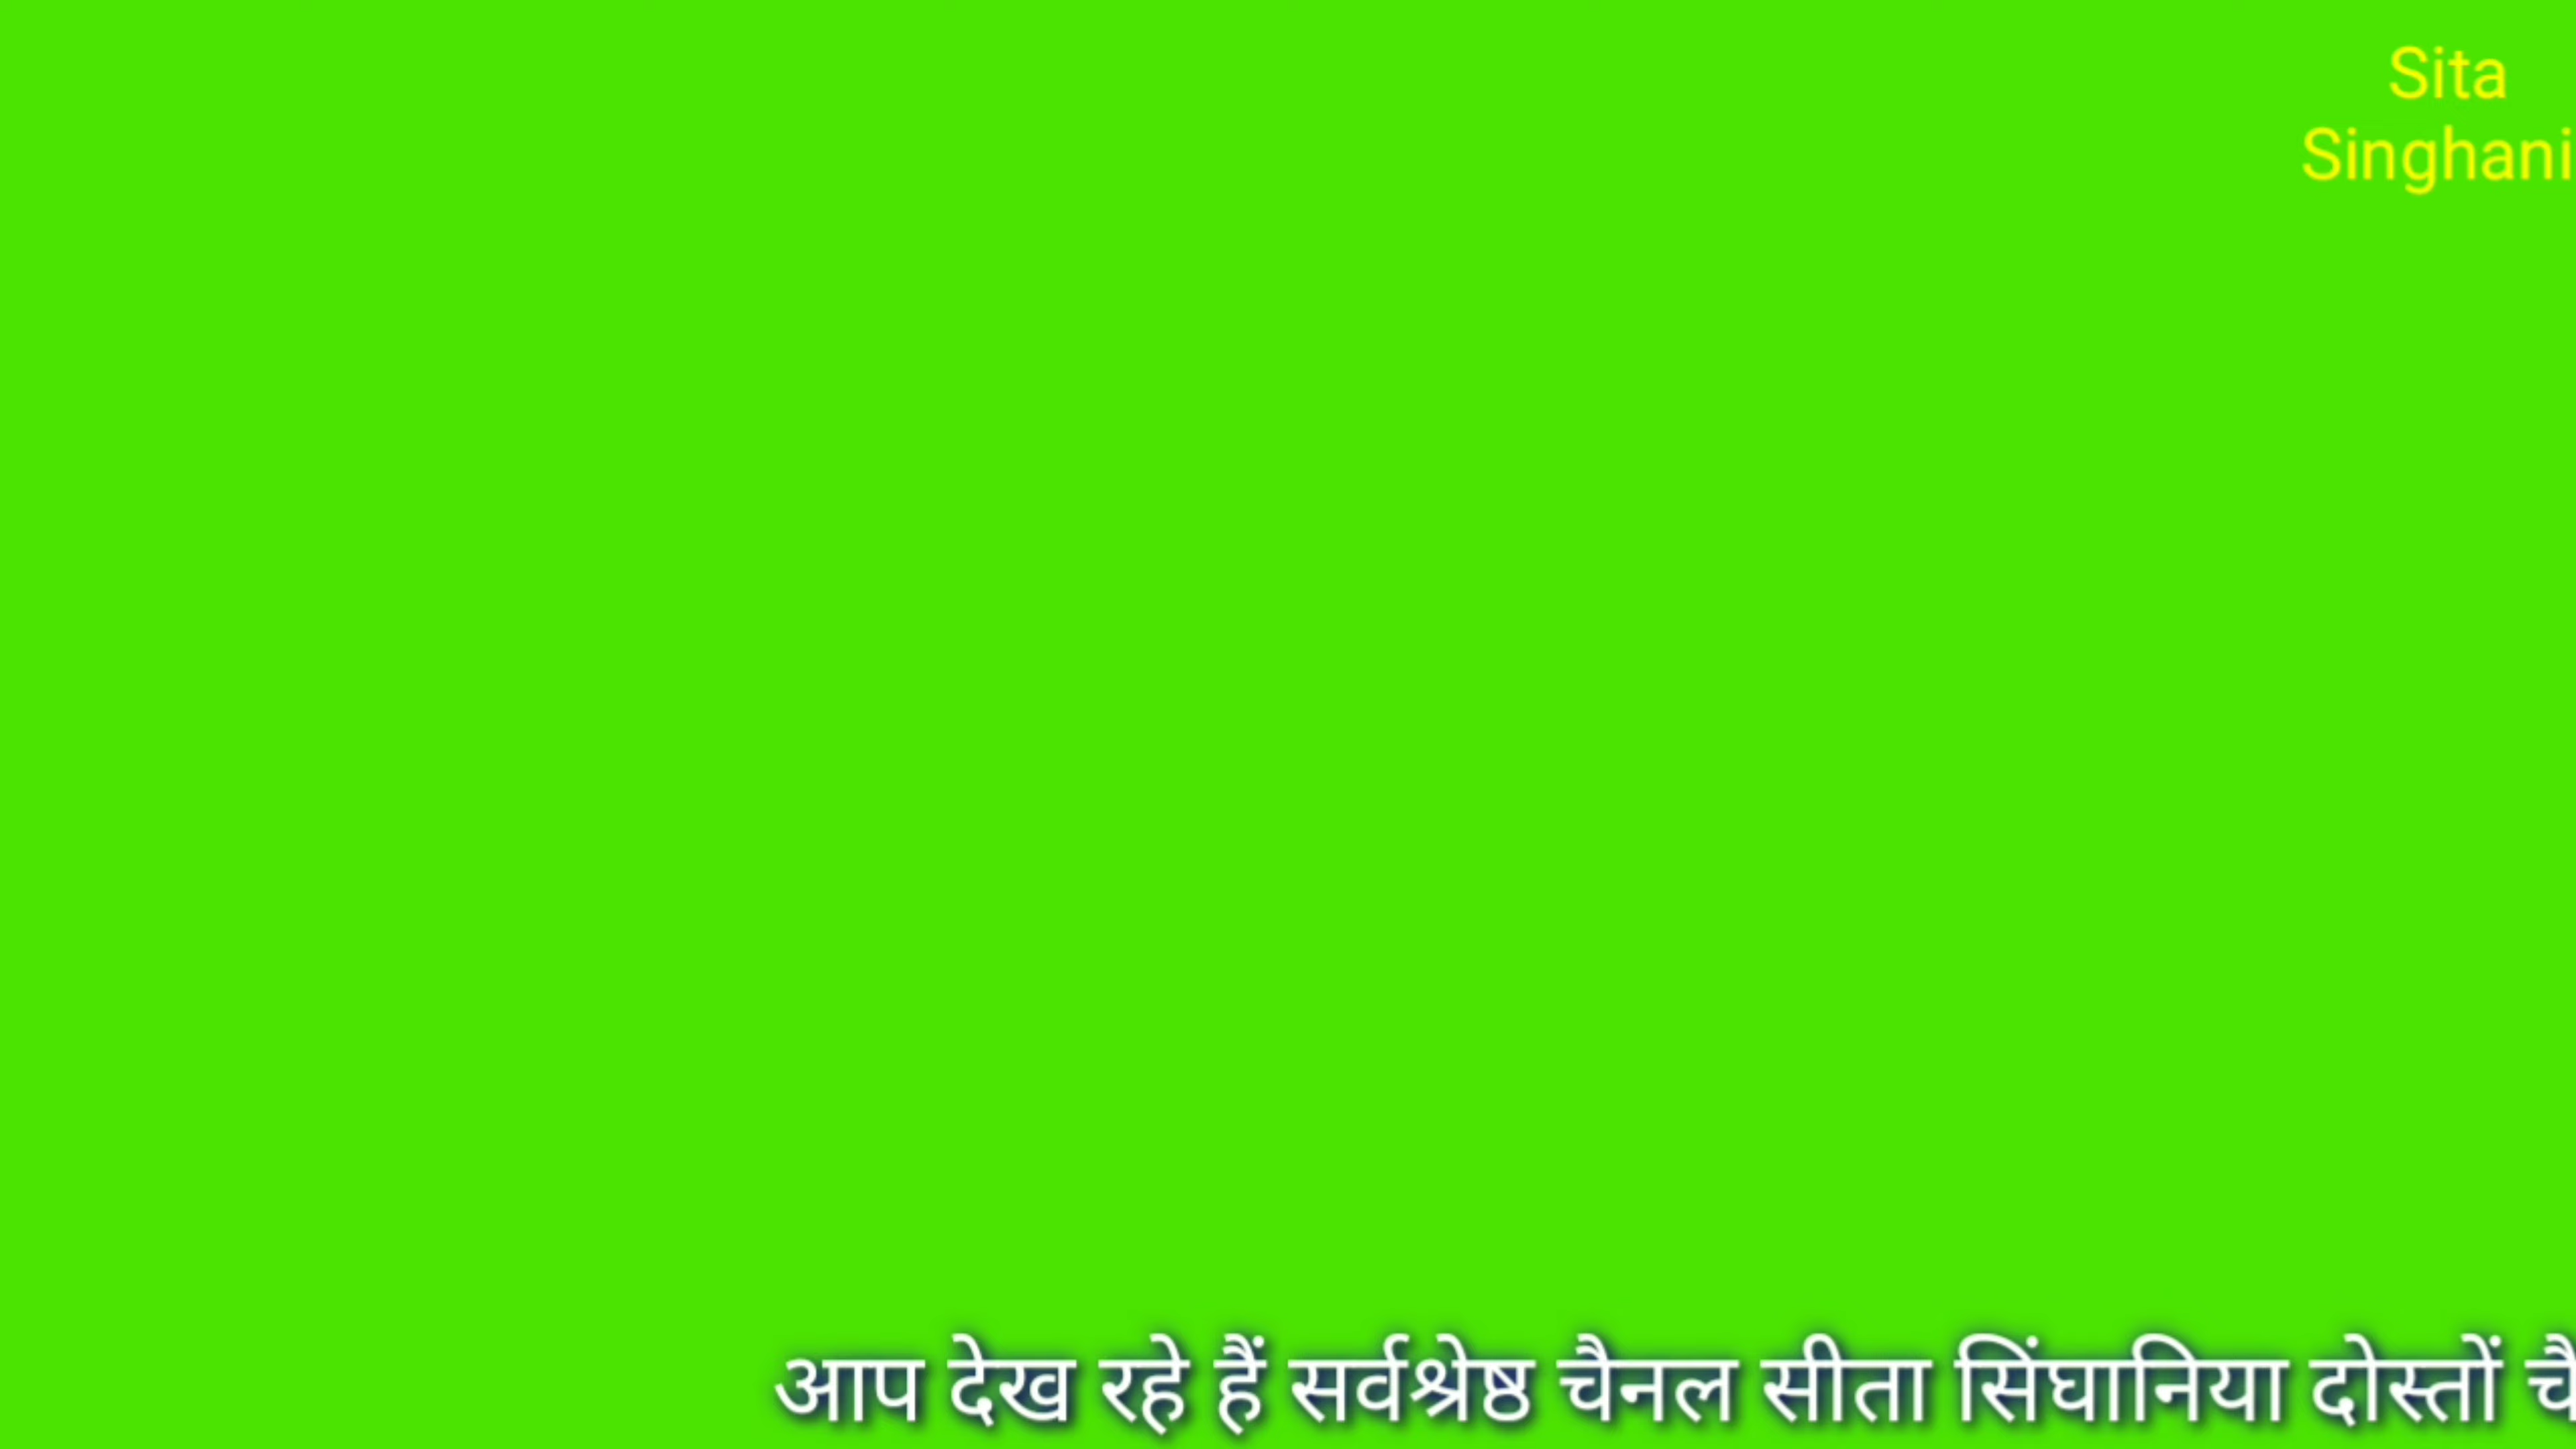 Sita
Singhani
आप देख रहे हैं सर्वश्रेष्ठ चैनल सीता सिंघानिया दोस्तों चै